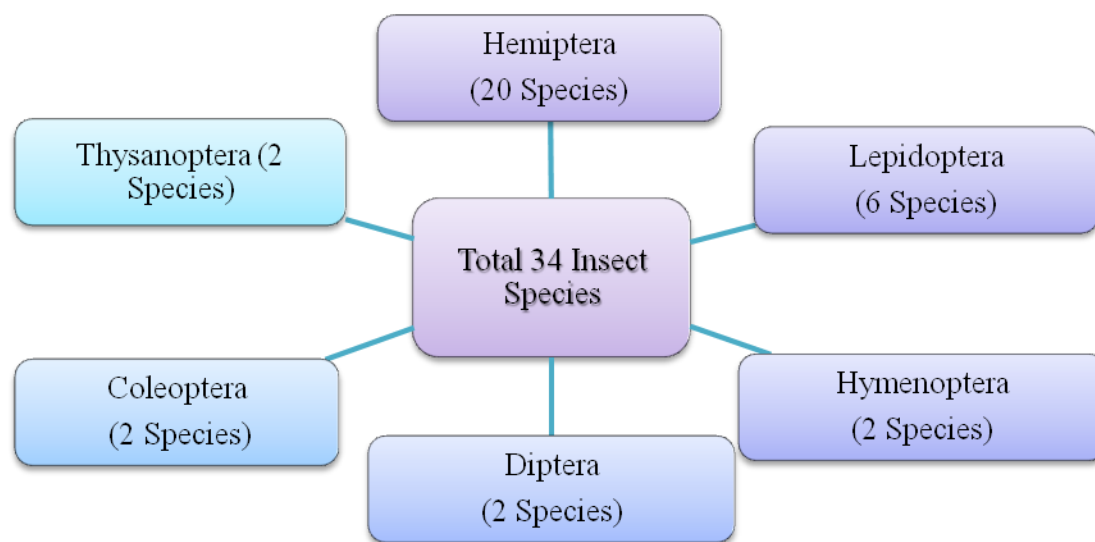 Hemiptera
(20 Species)
Thysanoptera (2
Species)
Lepidoptera
(6 Species)
Total 34 Insect
Species
Coleoptera
(2 Species)
Hymenoptera
(2 Species)
Diptera
(2 Species)